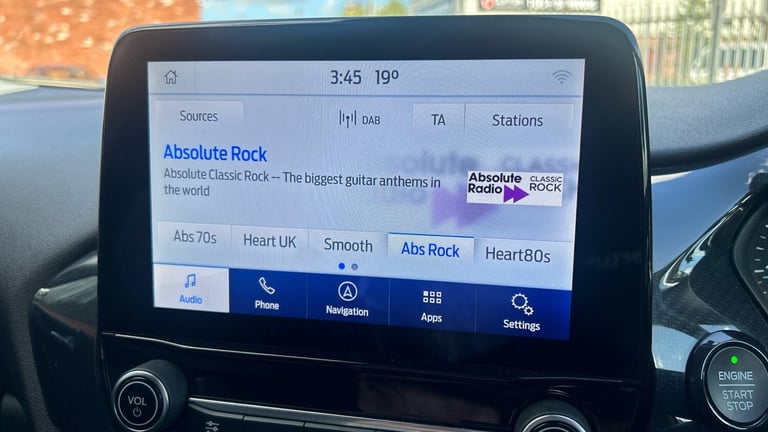 3:45 19º
Sources DAB TA Stations
Absolute Rock
Absolute Classic Rock -- The biggest guitar anthems in
the world
Absolute
Radio
CLASSIC
ROCK
Abs 70s Heart UK Smooth Abs Rock Heart80s
Audio Phone Navigation Apps Settings
VOL
ENGINE
START
STOP